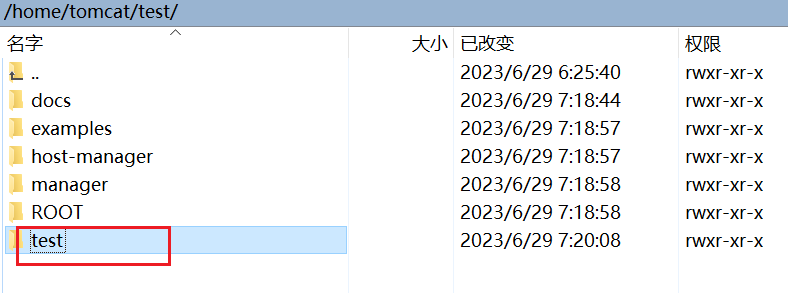 /home/tomcat/test/
名字 大小 已改变 权限
.. 2023/6/29 6:25:40 rwxr-xr-x
docs 2023/6/29 7:18:44 rwxr-xr-x
examples 2023/6/29 7:18:57 rwxr-xr-x
host-manager 2023/6/29 7:18:57 rwxr-xr-x
manager 2023/6/29 7:18:58 rwxr-xr-x
ROOT 2023/6/29 7:18:58 rwxr-xr-x
test 2023/6/29 7:20:08 rwxr-xr-x